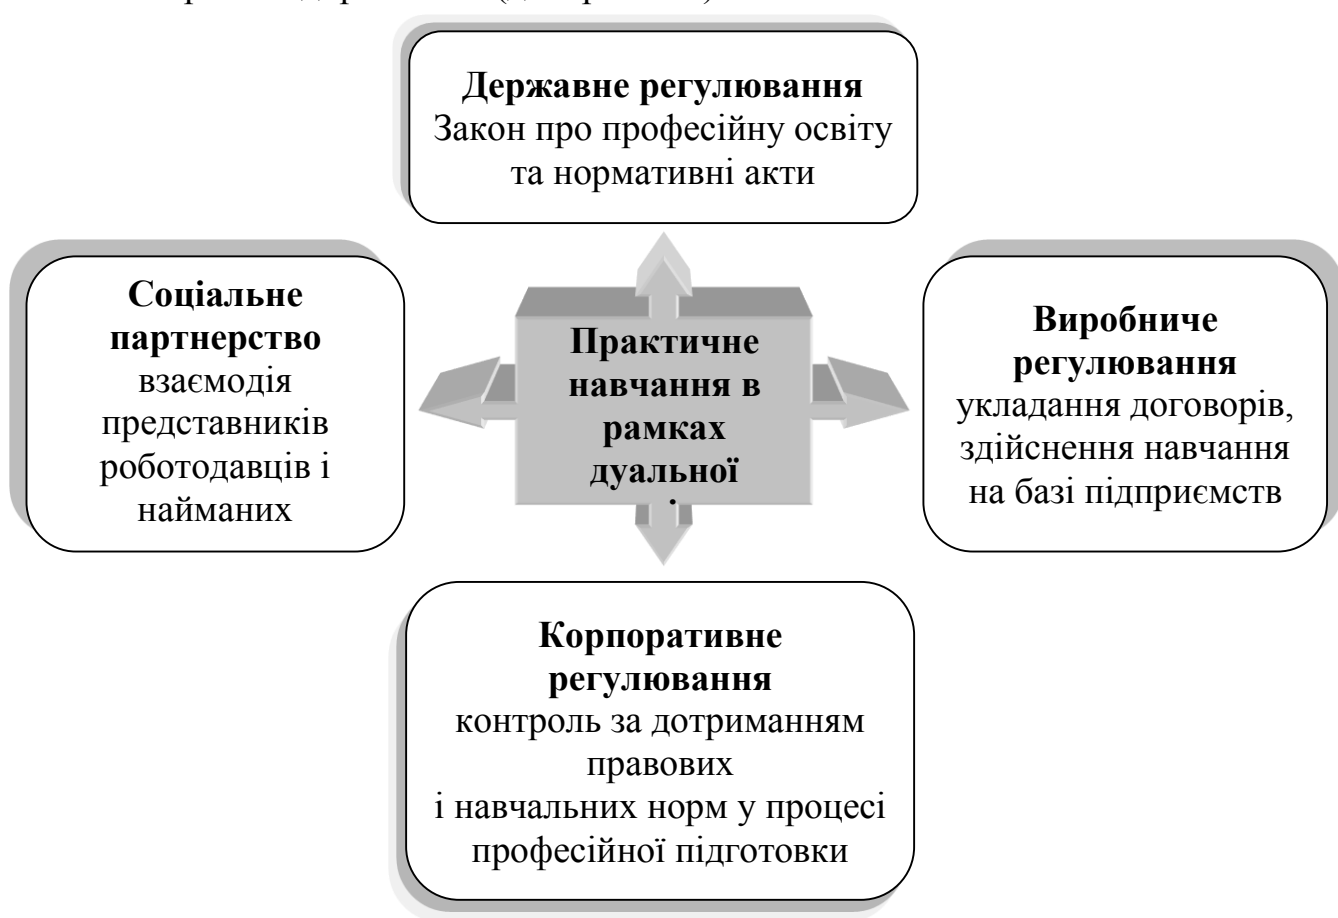 Державне регулювання
Закон про професійну освіту
та нормативні акти
Соціальне
партнерство
взаємодія
представників
роботодавців і
найманих
Практичне
навчання в
рамках
дуальної
Виробниче
регулювання
укладання договорів,
здійснення навчання
на базі підприємств
Корпоративне
регулювання
контроль за дотриманням
правових
і навчальних норм у процесі
професійної підготовки